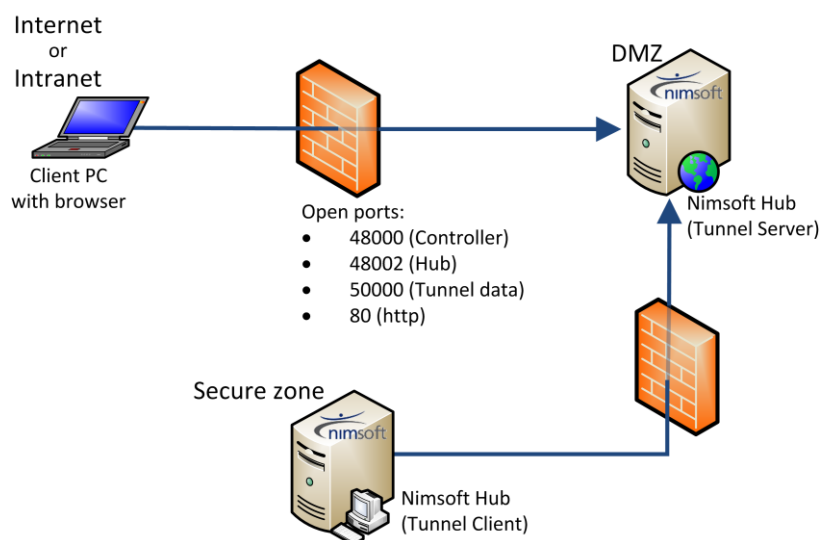 Internet
or
Intranet
Client PC
with browser
DMZ
nimsoft
Nimsoft Hub
(Tunnel Server)
Open ports:
• 48000 (Controller)
• 48002 (Hub)
• 50000 (Tunnel data)
• 80 (http)
Secure zone
nimsoft
Nimsoft Hub
(Tunnel Client)